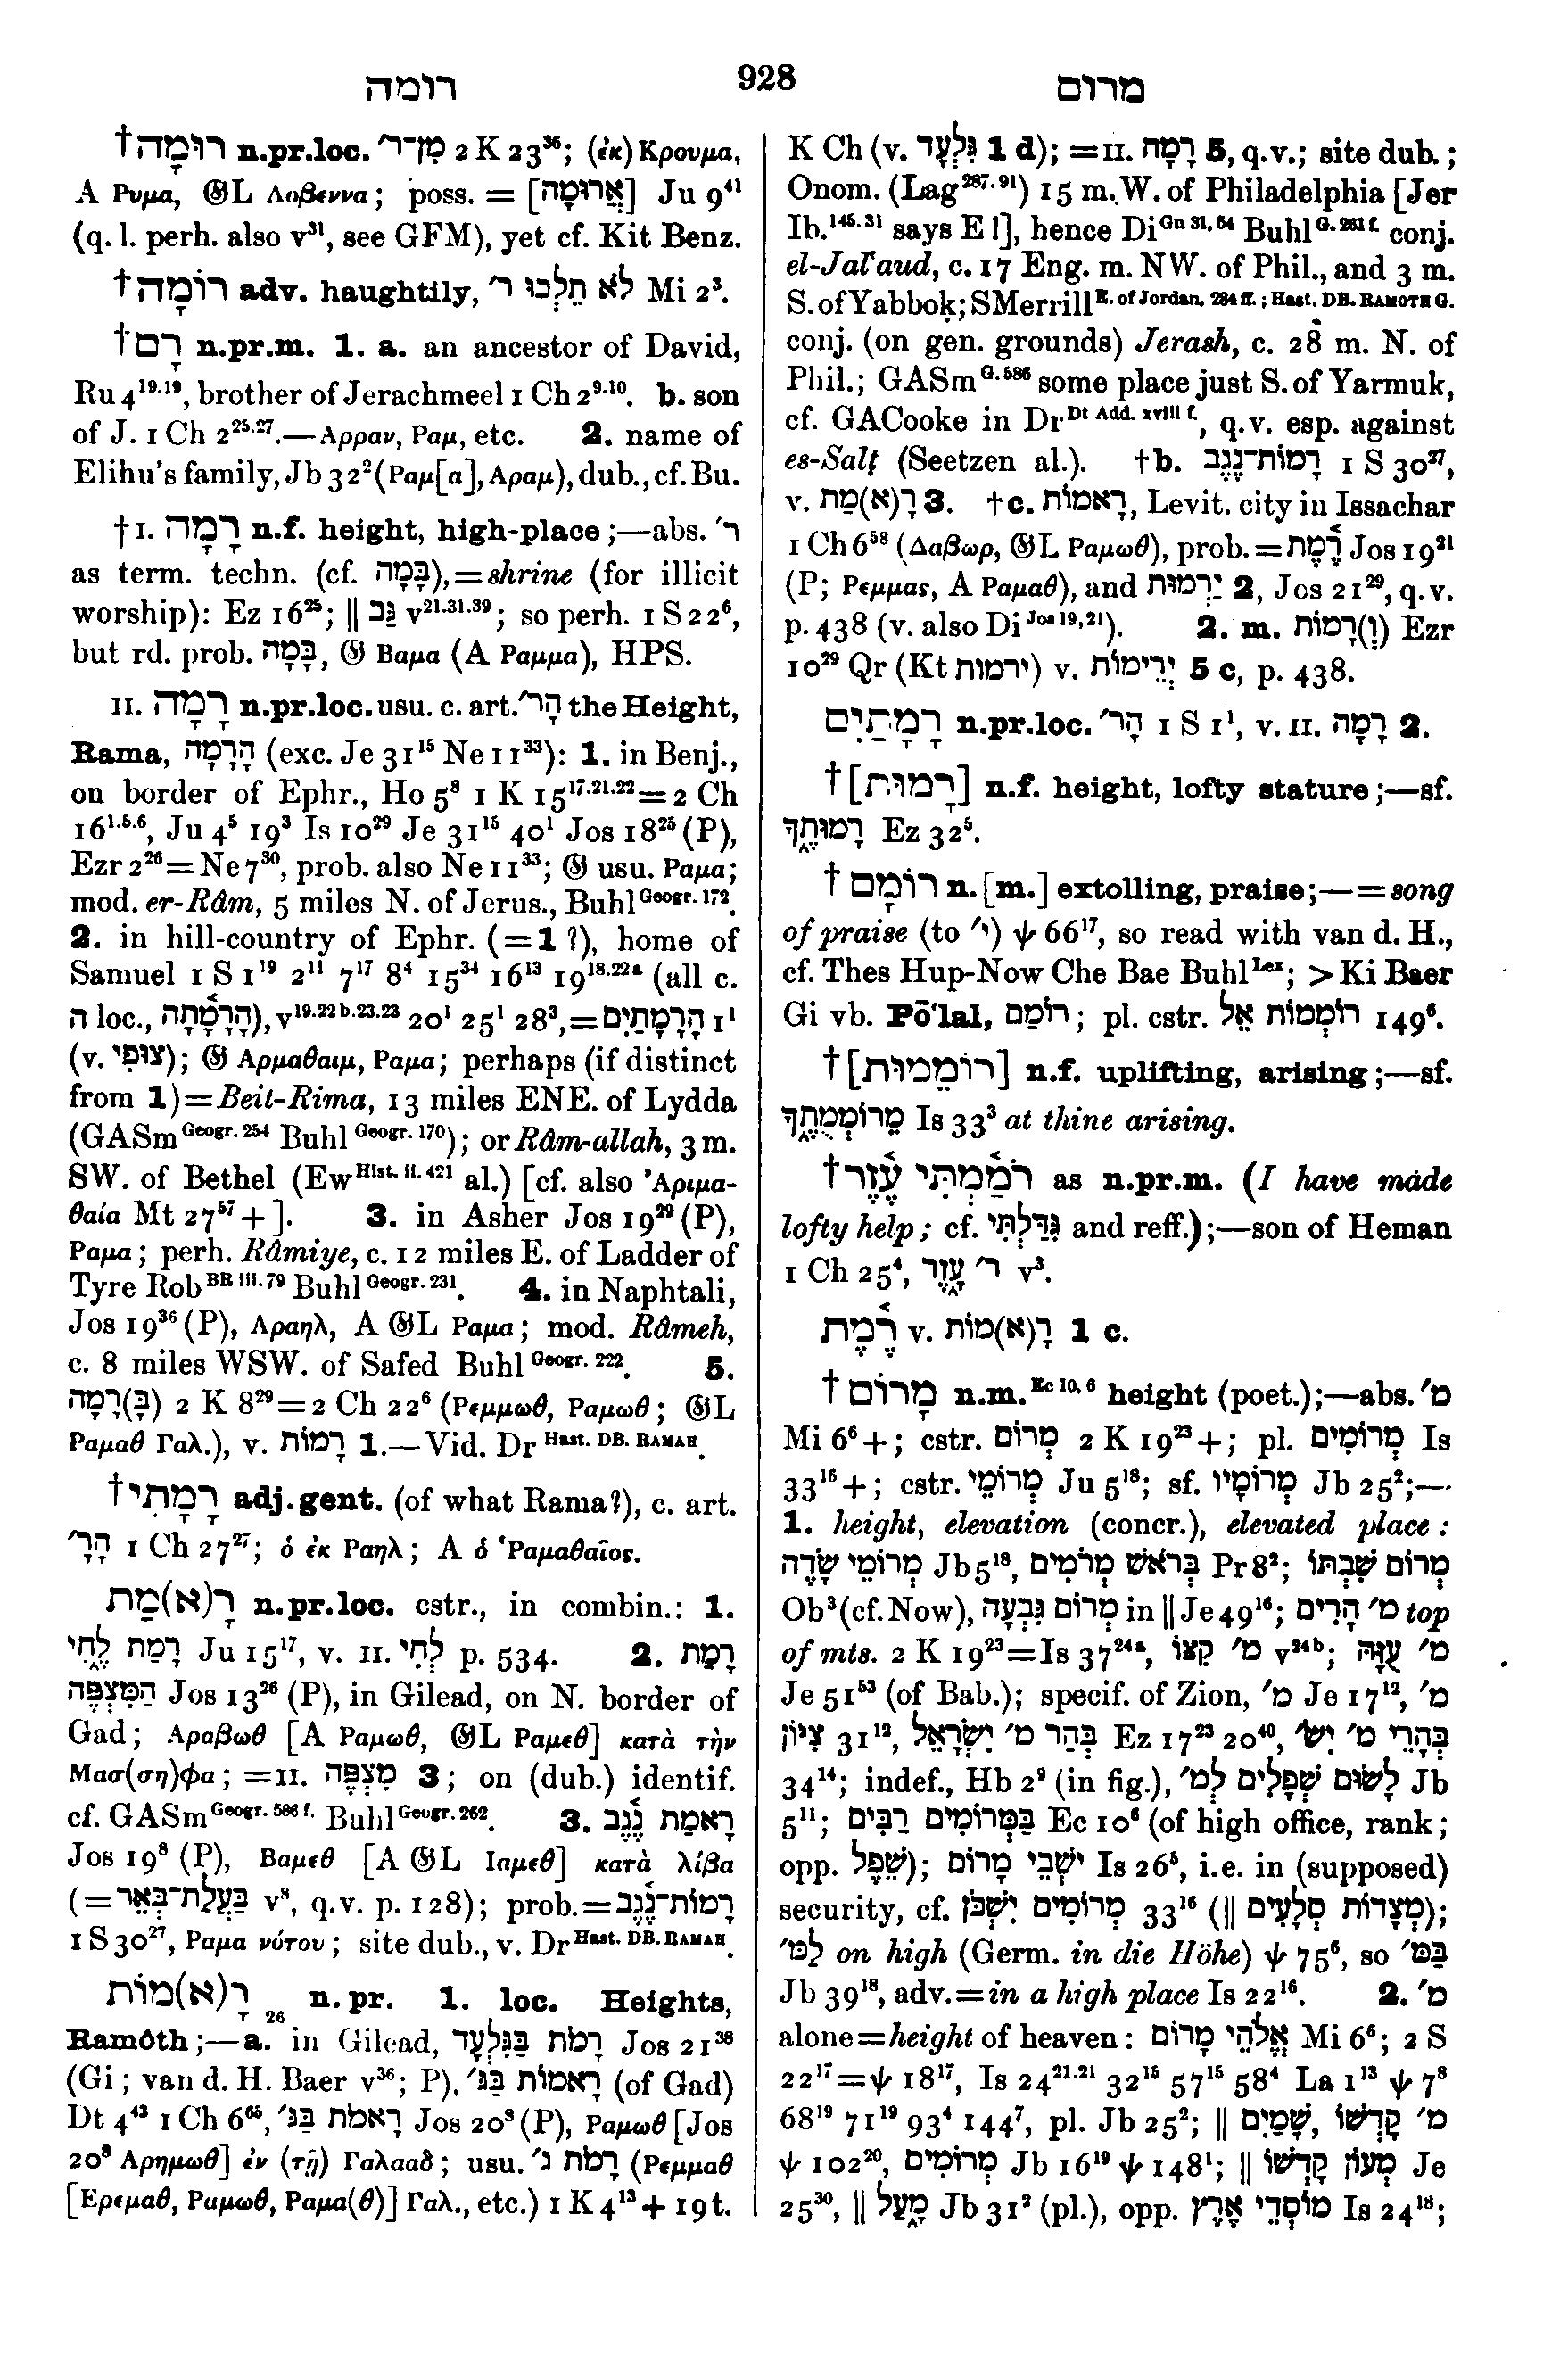 רומה 928 מרום
†רוּמָה n.pr.loc. מִן־ר׳ 2 K 23³⁶; (ἐκ) Κρουμα,
A Ρυμα, 𝔊L Λοβεννα; poss. = [אֲרוּמָה] Ju 9⁴¹
(q. l. perh. also v³¹, see GFM), yet cf. Kit Benz.
†רוֹמָה adv. haughtily, לֹא תֵלְכוּ ר׳ Mi 2³.
†רָם n.pr.m. 1. a. an ancestor of David,
Ru 4¹⁹·¹⁹, brother of Jerachmeel 1 Ch 2⁹·¹⁰. b. son
of J. 1 Ch 2²⁵·²⁷.—Αρραν, Ραμ, etc. 2. name of
Elihu's family, Jb 32² (Ραμ[α], Αραμ), dub., cf. Bu.
†I. רָמָה n.f. height, high-place;—abs. ר׳
as term. techn. (cf. בָּמָה), = shrine (for illicit
worship): Ez 16²⁵; ‖ גַּב v²¹·³¹·³⁹; so perh. 1 S 22⁶,
but rd. prob. בָּמָה, 𝔊 Βαμα (A Ραμμα), HPS.
II. רָמָה n.pr.loc. usu. c. art. הָר׳ the Height,
Rama, הָרָמָה (exc. Je 31¹⁵ Ne 11³³): 1. in Benj.,
on border of Ephr., Ho 5⁸ 1 K 15¹⁷·²¹·²² = 2 Ch
16¹·⁵·⁶, Ju 4⁵ 19³ Is 10²⁹ Je 31¹⁵ 40¹ Jos 18²⁵ (P),
Ezr 2²⁶ = Ne 7³⁰, prob. also Ne 11³³; 𝔊 usu. Ραμα;
mod. er-Râm, 5 miles N. of Jerus., Buhl Geogr. 172.
2. in hill-country of Ephr. (= 1 ?), home of
Samuel 1 S 1¹⁹ 2¹¹ 7¹⁷ 8⁴ 15³⁴ 16¹³ 19¹⁸·²²ᵃ (all c.
ה loc., הָרָמָ֫תָה), v¹⁹·²²ᵇ·²³·²³ 20¹ 25¹ 28³, = הָרָמָתַיִם 1¹
(v. צוּפִי); 𝔊 Αρμαθαιμ, Ραμα; perhaps (if distinct
from 1) = Beit-Rima, 13 miles ENE. of Lydda
(GASm Geogr. 254 Buhl Geogr. 170); or Râm-allah, 3 m.
SW. of Bethel (Ew Hist. ii. 421 al.) [cf. also Ἀριμα-
θαία Mt 27⁵⁷ +]. 3. in Asher Jos 19²⁹ (P),
Ραμα; perh. Râmiye, c. 12 miles E. of Ladder of
Tyre Rob BR iii. 79 Buhl Geogr. 231. 4. in Naphtali,
Jos 19³⁶ (P), Αραηλ, A 𝔊L Ραμα; mod. Râmeh,
c. 8 miles WSW. of Safed Buhl Geogr. 222. 5.
(בָּ)רָמָה 2 K 8²⁹ = 2 Ch 22⁶ (Ρεμμωθ, Ραμωθ; 𝔊L
Ραμαθ Γαλ.), v. רָמוֹת 1.—Vid. Dr Hast. DB. RAMAH.
†רָמָתִי adj.gent. (of what Rama?), c. art.
הָרָ׳ 1 Ch 27²⁷; ὁ ἐκ Ραηλ; A ὁ Ῥαμαθαῖος.
רָ(א)מַת n.pr.loc. cstr., in combin.: 1.
רָמַת לֶחִי Ju 15¹⁷, v. II. לְחִי p. 534. 2. רָמַת
הַמִּצְפֶּה Jos 13²⁶ (P), in Gilead, on N. border of
Gad; Αραβωθ [A Ραμωθ, 𝔊L Ραμεθ] κατὰ τὴν
Μασ(ση)φα; = II. מִצְפֶּה 3; on (dub.) identif.
cf. GASm Geogr. 586 f. Buhl Geogr. 262. 3. רָאמַת נֶ֫גֶב
Jos 19⁸ (P), Βαμεθ [A 𝔊L Ιαμεθ] κατὰ λίβα
(= בַּעֲלַת־בְּאֵר v⁸, q.v. p. 128); prob. = רָמוֹת־נֶ֫גֶב
1 S 30²⁷, Ραμα νότου; site dub., v. Dr Hast. DB. RAMAH.
רָ(א)מוֹת₂₆ n.pr. 1. loc. Heights,
Ramôth;—a. in Gilead, רָמֹת בַּגִּלְעָד Jos 21³⁸
(Gi; van d. H. Baer v³⁶; P), רָאמוֹת בַּגּ׳ (of Gad)
Dt 4⁴³ 1 Ch 6⁶⁵, רָאמֹת בַּגּ׳ Jos 20⁸ (P), Ραμωθ [Jos
20⁸ Αρημωθ] ἐν (τῇ) Γαλααδ; usu. רָמֹת ג׳ (Ρεμμαθ
[Ερεμαθ, Ραμωθ, Ραμα(θ)] Γαλ., etc.) 1 K 4¹³ + 19 t.
K Ch (v. גִּלְעָד 1 d); = II. רָמָה 5, q.v.; site dub.;
Onom. (Lag²⁸⁷·⁹¹) 15 m. W. of Philadelphia [Jer
Ib.¹⁴⁵·³¹ says E !], hence Di Gn 31, 54 Buhl G. 261 f. conj.
el-Jal‘aud, c. 17 Eng. m. NW. of Phil., and 3 m.
S. of Yabboḳ; SMerrill E. of Jordan, 284 ff.; Hast. DB. RAMOTH G.
conj. (on gen. grounds) Jerash, c. 28 m. N. of
Phil.; GASm G. 586 some place just S. of Yarmuk,
cf. GACooke in Dr Dt Add. xviii f., q.v. esp. against
es-Salṭ (Seetzen al.). †b. רָמוֹת־נֶגֶב 1 S 30²⁷,
v. רָ(א)מַת 3. †c. רָאמוֹת, Levit. city in Issachar
1 Ch 6⁵⁸ (Δαβωρ, 𝔊L Ραμωθ), prob. = רֶ֫מֶת Jos 19²¹
(P; Ρεμμας, A Ραμαθ), and יַרְמוּת 2, Jos 21²⁹, q.v.
p. 438 (v. also Di Jos 19, 21). 2. m. (וְ)רָמוֹת Ezr
10²⁹ Qr (Kt ירמות) v. יְרֵימוֹת 5 c, p. 438.
רָמָתַיִם n.pr.loc. הָר׳ 1 S 1¹, v. II. רָמָה 2.
†[רָמוּת] n.f. height, lofty stature;—sf.
רָמוּתֶ֑ךָ Ez 32⁵.
†רוֹמָם n.[m.] extolling, praise;—= song
of praise (to י׳) ψ 66¹⁷, so read with van d. H.,
cf. Thes Hup-Now Che Bae Buhl Lex; > Ki Baer
Gi vb. Pō‘lal, רוֹמַם; pl. cstr. רוֹמְמוֹת אֵל 149⁶.
†[רוֹמֵמוּת] n.f. uplifting, arising;—sf.
מֵרוֹמְמֻתֶ֑ךָ Is 33³ at thine arising.
†רֹמַ֫מְתִּי עֶ֫זֶר as n.pr.m. (I have made
lofty help; cf. גִּדַּלְתִּי and reff.);—son of Heman
1 Ch 25⁴, ר׳ עָ֑זֶר v³.
רֶ֫מֶת v. רָ(א)מוֹת 1 c.
†מָרוֹם n.m. Ec 10, 6 height (poet.);—abs. מ׳
Mi 6⁶ +; cstr. מְרוֹם 2 K 19²³ +; pl. מְרוֹמִים Is
33¹⁶ +; cstr. מְרוֹמֵי Ju 5¹⁸; sf. מְרוֹמָיו Jb 25²;—
1. height, elevation (concr.), elevated place:
מְרוֹמֵי שָׂדֶה Jb 5¹⁸, בְּרֹאשׁ מְרֹמִים Pr 8²; מְרוֹם שִׁבְתּוֹ
Ob³ (cf. Now), מְרוֹם גִּבְעָה in ‖ Je 49¹⁶; מ׳ הָרִים top
of mts. 2 K 19²³ = Is 37²⁴ᵃ, מ׳ קִצּוֹ v²⁴ᵇ; מ׳ עֻזָּהּ
Je 51⁵³ (of Bab.); specif. of Zion, מ׳ Je 17¹², מ׳
צִיּוֹן 31¹², בְּהַר מ׳ יִשְׂרָאֵל Ez 17²³ 20⁴⁰, בְּהָרֵי מ׳ יִשׂ׳
34¹⁴; indef., Hb 2⁹ (in fig.), לָשׂוּם שְׁפָלִים לְמ׳ Jb
5¹¹; בַּמְּרוֹמִים רַבִּים Ec 10⁶ (of high office, rank;
opp. שֵׁפֶל); יֹשְׁבֵי מָרוֹם Is 26⁵, i.e. in (supposed)
security, cf. מְרוֹמִים יִשְׁכֹּן 33¹⁶ (‖ מְצָדוֹת סְלָעִים);
לַמּ׳ on high (Germ. in die Höhe) ψ 75⁶, so בַּמּ׳
Jb 39¹⁸, adv. = in a high place Is 22¹⁶. 2. מ׳
alone = height of heaven: אֱלֹהֵי מָרוֹם Mi 6⁶; 2 S
22¹⁷ = ψ 18¹⁷, Is 24²¹·²¹ 32¹⁵ 57¹⁵ 58⁴ La 1¹³ ψ 7⁸
68¹⁹ 71¹⁹ 93⁴ 144⁷, pl. Jb 25²; ‖ שָׁמַיִם, מ׳ קָדְשׁוֹ
ψ 102²⁰, מְרוֹמִים Jb 16¹⁹ ψ 148¹; ‖ מְעוֹן קָדְשׁוֹ Je
25³⁰, ‖ מָ֑עַל Jb 31² (pl.), opp. מוֹסְדֵי אֶרֶץ Is 24¹⁸;